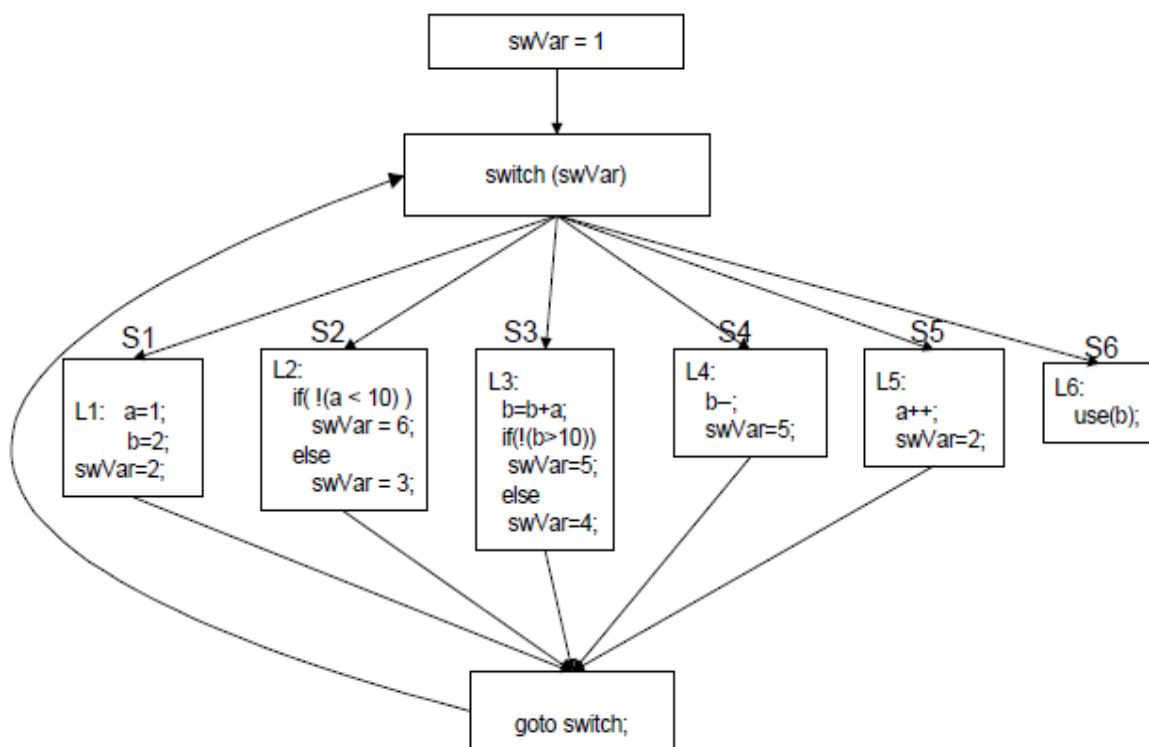 swVar = 1
switch (swVar)
S1
L1: a=1;
b=2;
swVar=2;
S2
L2:
if( !(a < 10) )
swVar = 6;
else
swVar = 3;
S3
L3:
b=b+a;
if(!(b>10))
swVar=5;
else
swVar=4;
S4
L4:
b–;
swVar=5;
S5
L5:
a++;
swVar=2;
S6
L6:
use(b);
goto switch;